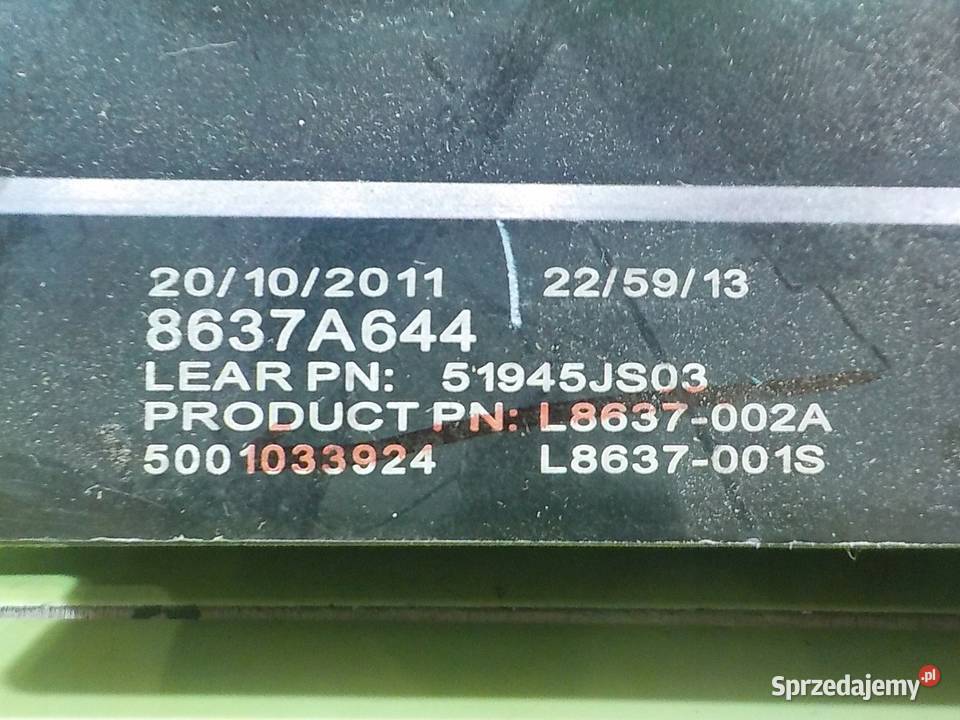 20/10/2011 22/59/13
8637A644
LEAR PN: 51945JS03
PRODUCT PN: L8637-002A
5001033924 L8637-001S
Sprzedajemy.pl